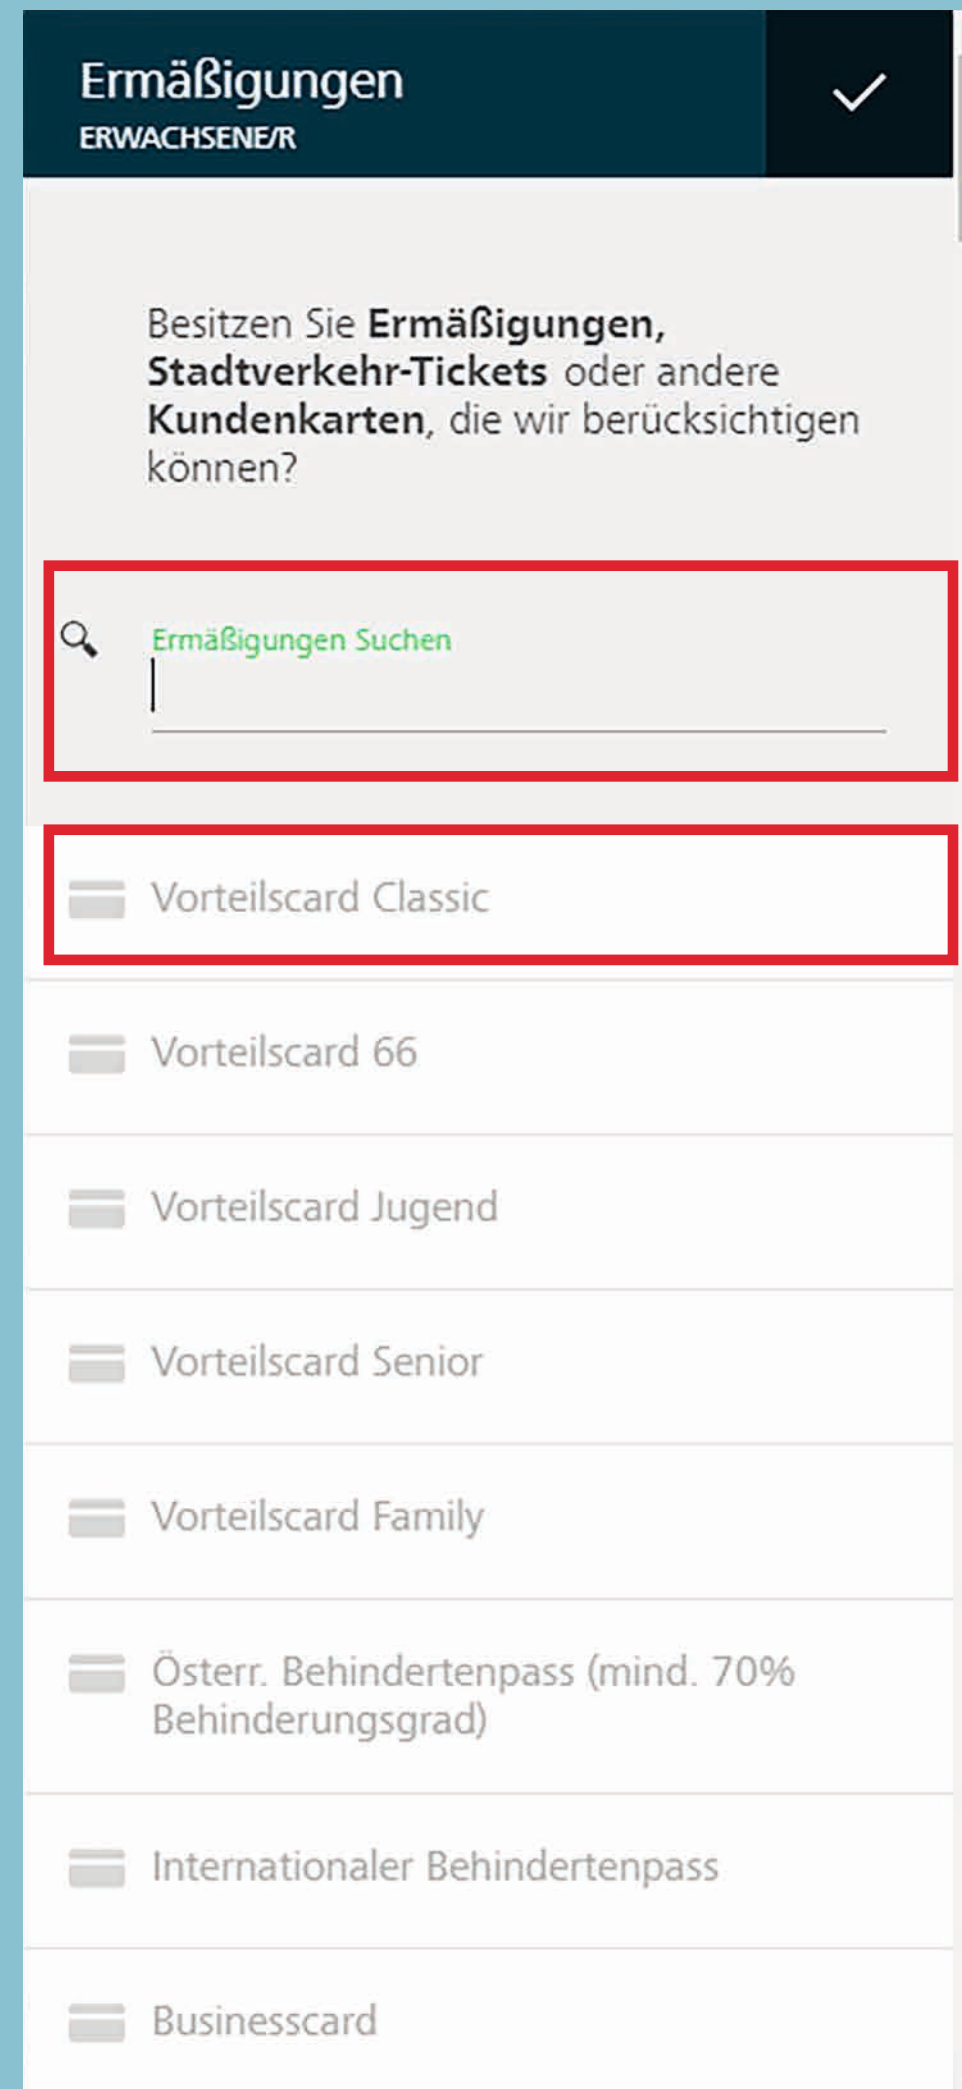 Ermäßigungen
ERWACHSENE/R
Besitzen Sie Ermäßigungen,
Stadtverkehr-Tickets oder andere
Kundenkarten, die wir berücksichtigen
können?
Ermäßigungen Suchen
Vorteilscard Classic
Vorteilscard 66
Vorteilscard Jugend
Vorteilscard Senior
Vorteilscard Family
Österr. Behindertenpass (mind. 70%
Behinderungsgrad)
Internationaler Behindertenpass
Businesscard